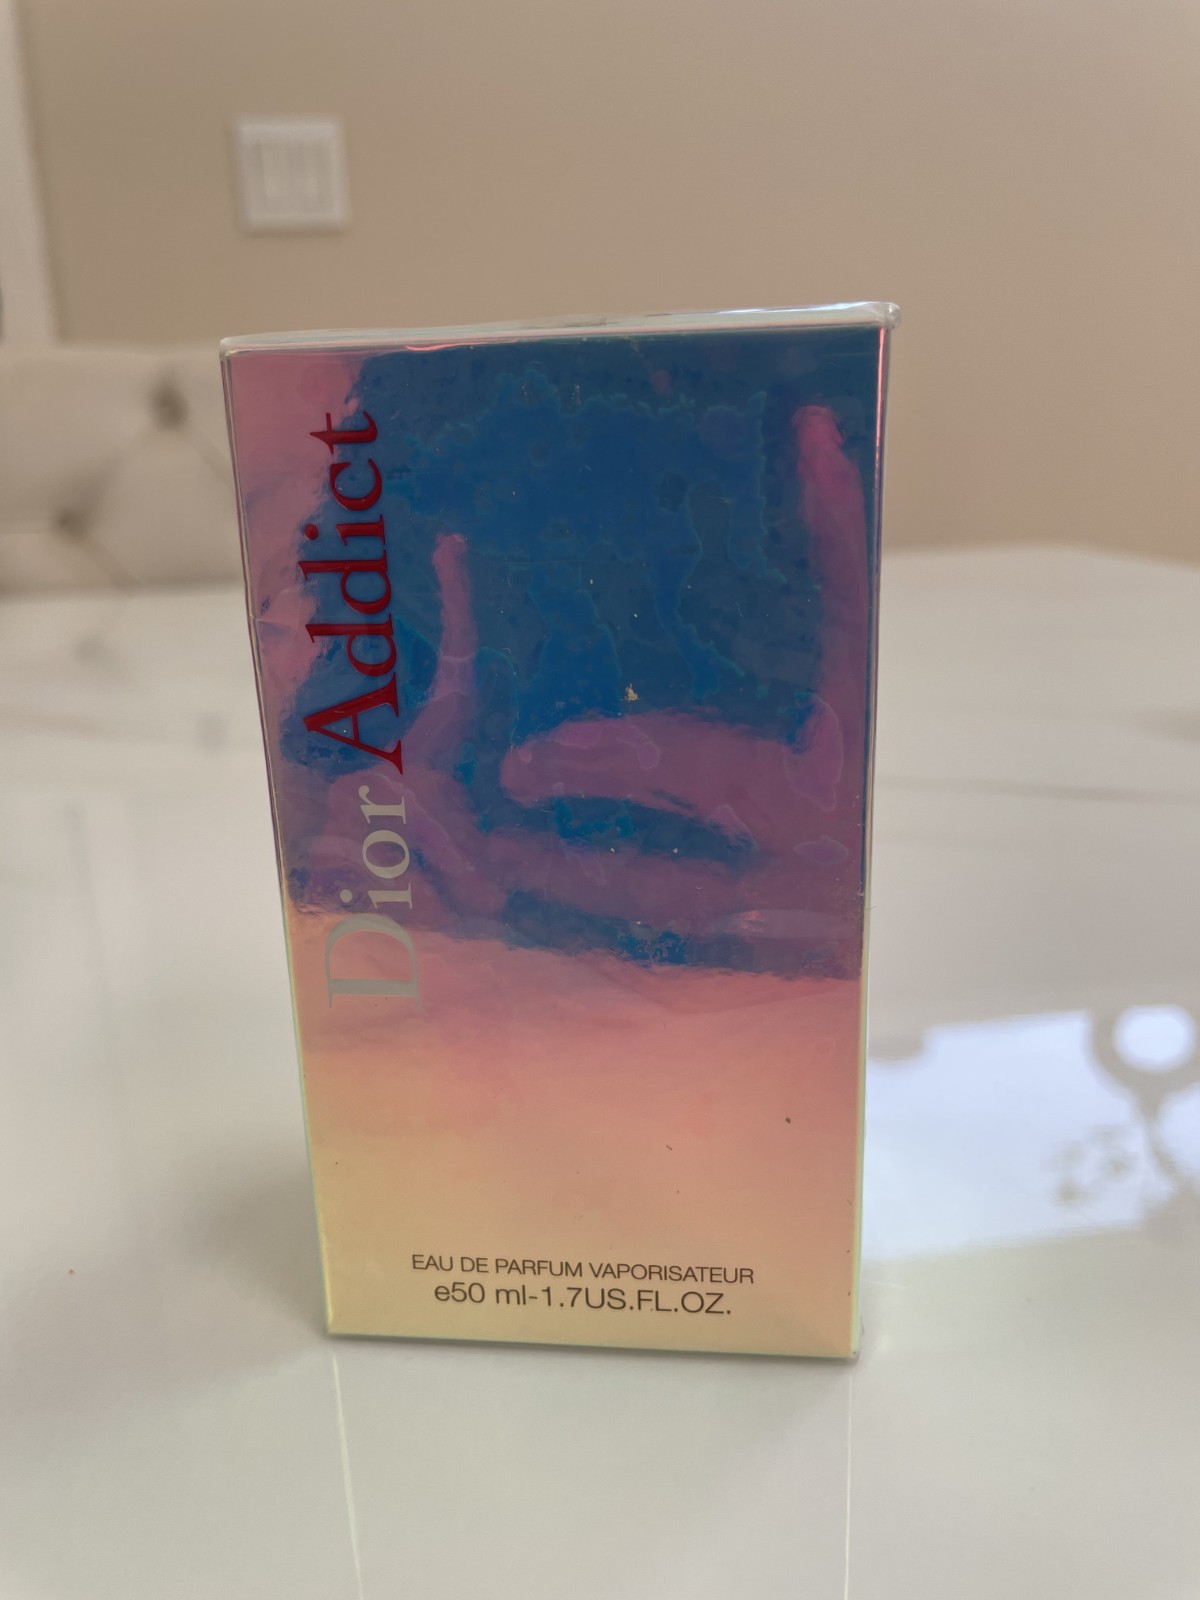 Dior Addict
EAU DE PARFUM VAPORISATEUR
e50 ml-1.7US.FL.OZ.